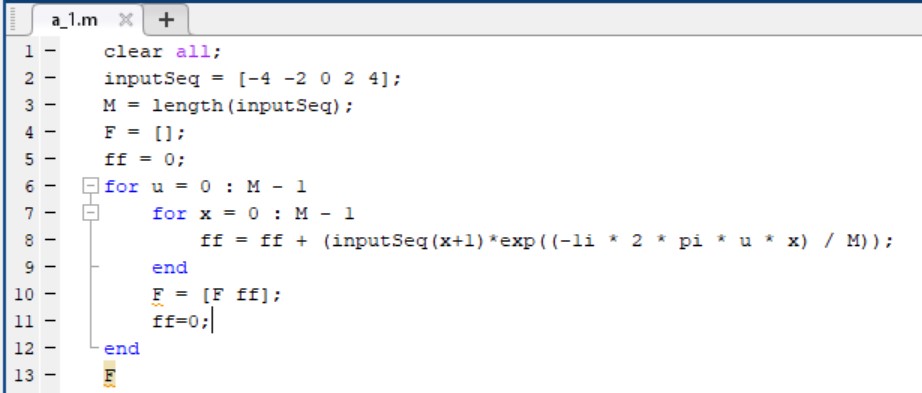 a_1.m × +
1 - clear all;
2 - inputSeq = [-4 -2 0 2 4];
3 - M = length(inputSeq);
4 - F = [];
5 - ff = 0;
6 - for u = 0 : M - 1
7 - for x = 0 : M - 1
8 - ff = ff + (inputSeq(x+1)*exp((-1i * 2 * pi * u * x) / M));
9 - end
10 - F = [F ff];
11 - ff=0;
12 - end
13 - F